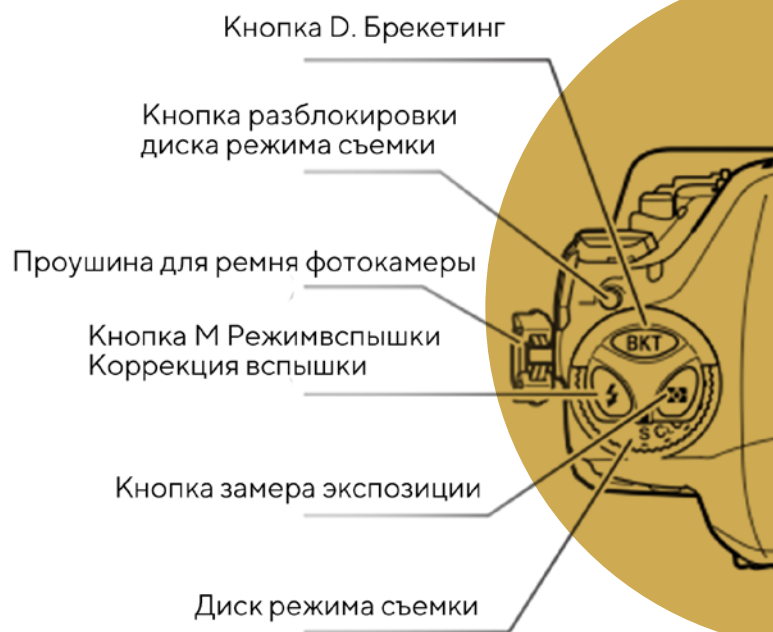 Кнопка D. Брекетинг
Кнопка разблокировки
диска режима съемки
Проушина для ремня фотокамеры
Кнопка М Режимвспышки
Коррекция вспышки
BKT
S CL
Кнопка замера экспозиции
Диск режима съемки